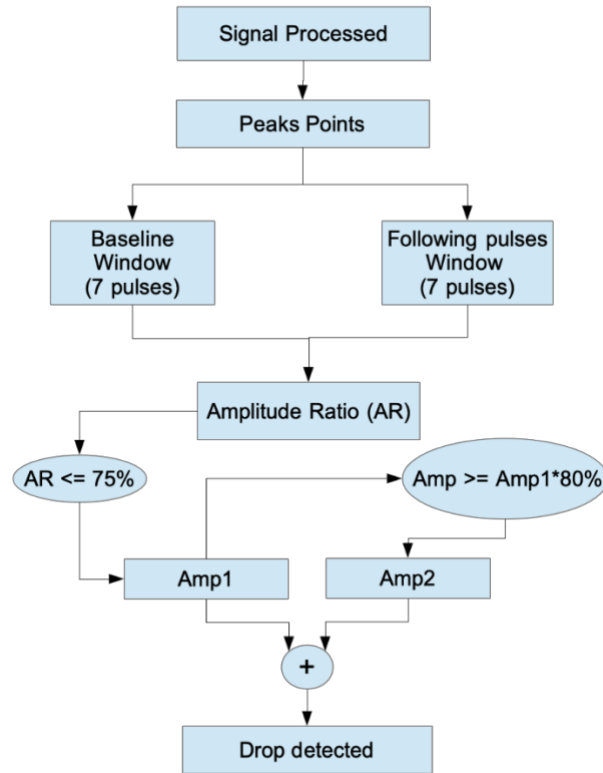 Signal Processed
Peaks Points
Baseline
Window
(7 pulses)
Following pulses
Window
(7 pulses)
Amplitude Ratio (AR)
AR <= 75%
Amp >= Amp1*80%
Amp1
Amp2
+
Drop detected